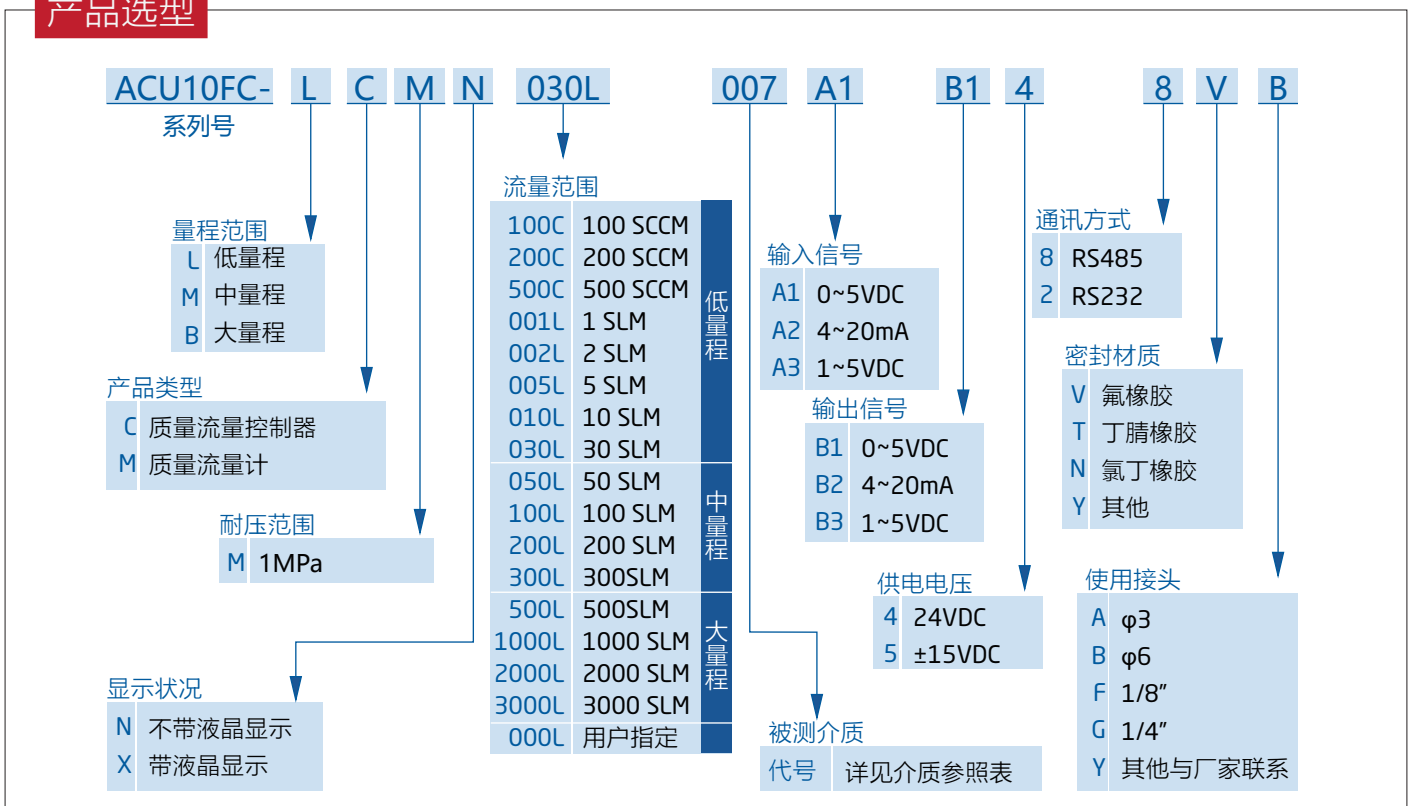 产品选型
ACU10FC- L C M N 030L 007 A1 B1 4 8 V B
系列号
量程范围
L 低量程
M 中量程
B 大量程
产品类型
C 质量流量控制器
M 质量流量计
耐压范围
M 1MPa
显示状况
N 不带液晶显示
X 带液晶显示
流量范围
100C 100 SCCM
200C 200 SCCM
500C 500 SCCM
001L 1 SLM
002L 2 SLM
005L 5 SLM
010L 10 SLM
030L 30 SLM
低量程
050L 50 SLM
100L 100 SLM
200L 200 SLM
300L 300SLM
中量程
500L 500SLM
1000L 1000 SLM
2000L 2000 SLM
3000L 3000 SLM
大量程
000L 用户指定
输入信号
A1 0~5VDC
A2 4~20mA
A3 1~5VDC
输出信号
B1 0~5VDC
B2 4~20mA
B3 1~5VDC
供电电压
4 24VDC
5 ±15VDC
被测介质
代号 详见介质参照表
通讯方式
8 RS485
2 RS232
密封材质
V 氟橡胶
T 丁腈橡胶
N 氯丁橡胶
Y 其他
使用接头
A φ3
B φ6
F 1/8″
G 1/4″
Y 其他与厂家联系